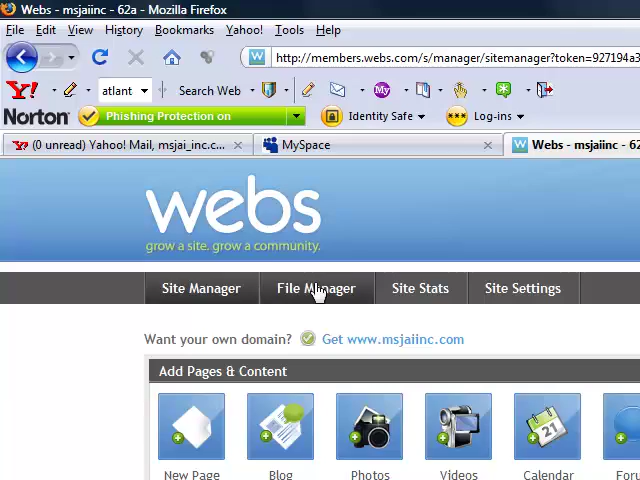 Webs - msjaiinc - 62a - Mozilla Firefox
File Edit View History Bookmarks Yahoo! Tools Help
W http://members.webs.com/s/manager/sitemanager?token=927194a3
Y! atlant Search Web My
Norton Phishing Protection on Identity Safe Log-ins
Y! (0 unread) Yahoo! Mail, msjai_inc.c... MySpace W Webs - msjaiinc - 62
webs
grow a site. grow a community.
Site Manager File Manager Site Stats Site Settings
Want your own domain? Get www.msjaiinc.com
Add Pages & Content
21
New Page Blog Photos Videos Calendar